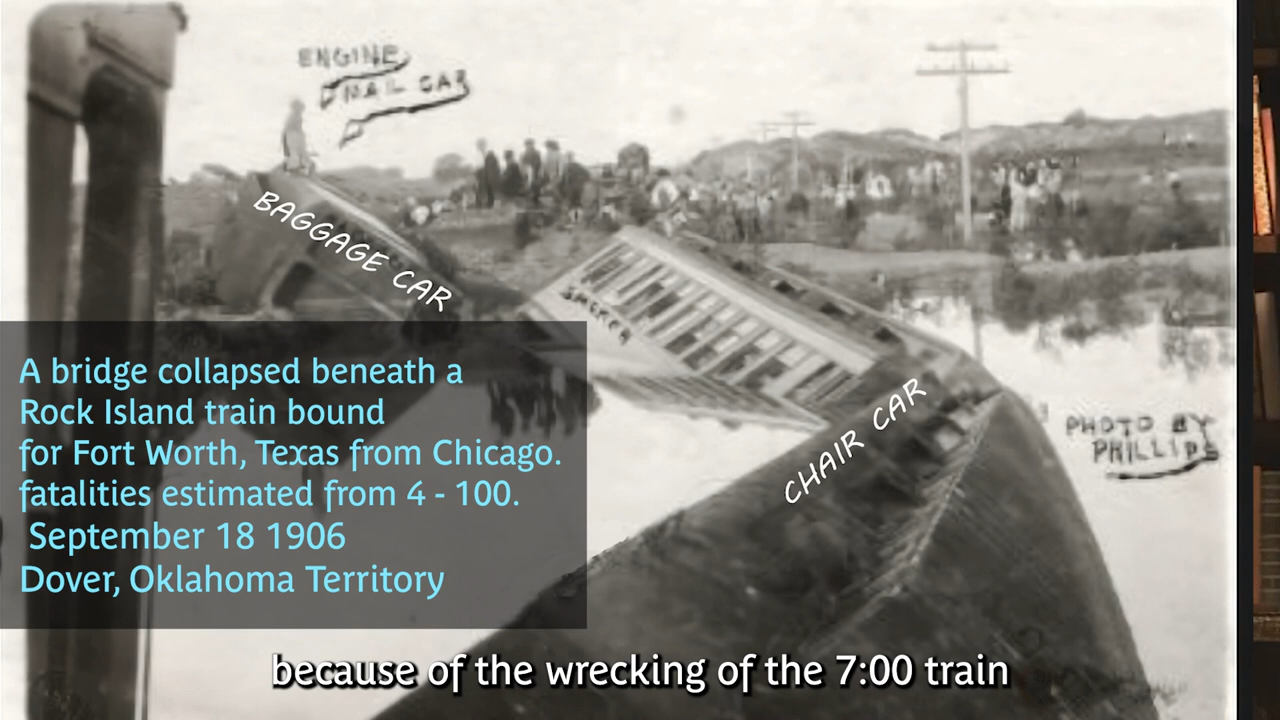 ENGINE
MAIL CAR
BAGGAGE CAR
SMOKER
CHAIR CAR
PHOTO BY
PHILLIPS
A bridge collapsed beneath a
Rock Island train bound
for Fort Worth, Texas from Chicago.
fatalities estimated from 4 - 100.
September 18 1906
Dover, Oklahoma Territory
because of the wrecking of the 7:00 train